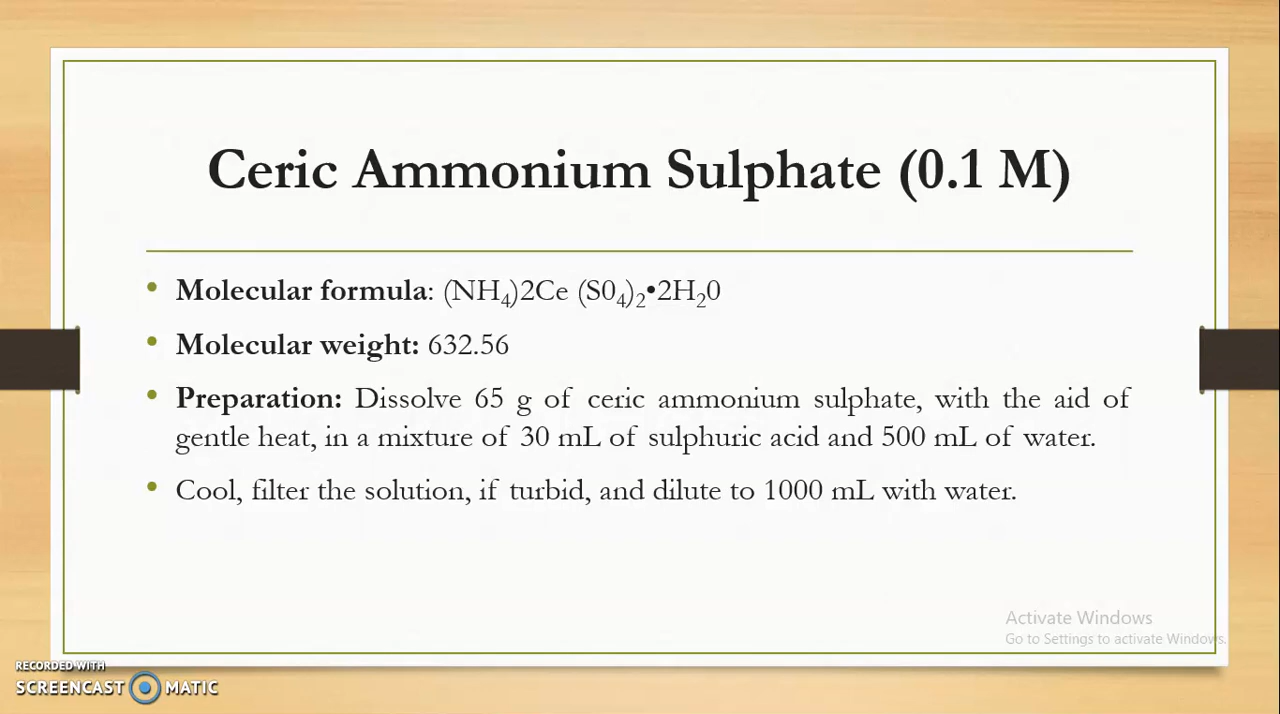 Ceric Ammonium Sulphate (0.1 M)
• Molecular formula: (NH₄)2Ce (S0₄)₂•2H₂0
• Molecular weight: 632.56
• Preparation: Dissolve 65 g of ceric ammonium sulphate, with the aid of
gentle heat, in a mixture of 30 mL of sulphuric acid and 500 mL of water.
• Cool, filter the solution, if turbid, and dilute to 1000 mL with water.
Activate Windows
Go to Settings to activate Windows.
RECORDED WITH
SCREENCAST MATIC